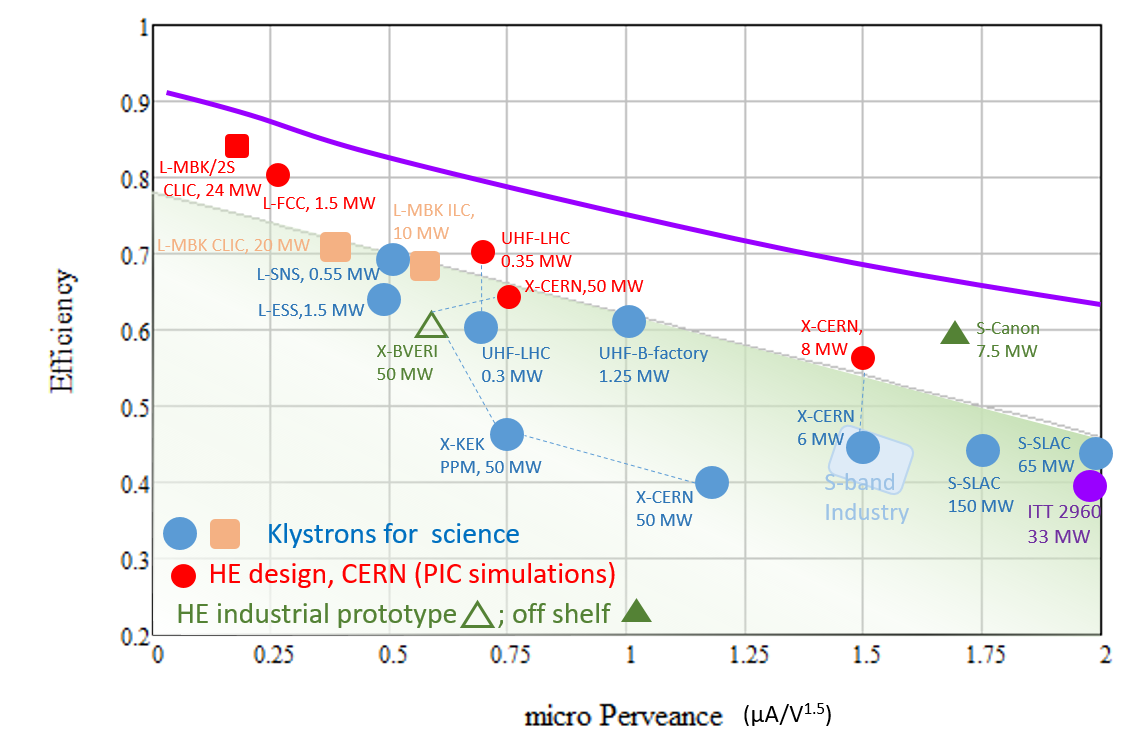 1
0.9
0.8
0.7
0.6
0.5
0.4
0.3
0.2
Efficiency
L-MBK/2S
CLIC, 24 MW
L-FCC, 1.5 MW
L-MBK ILC,
10 MW
L-MBK CLIC, 20 MW
UHF-LHC
0.35 MW
L-SNS, 0.55 MW
X-CERN,50 MW
L-ESS,1.5 MW
X-BVERI
50 MW
UHF-LHC
0.3 MW
UHF-B-factory
1.25 MW
X-CERN,
8 MW
S-Canon
7.5 MW
X-KEK
PPM, 50 MW
X-CERN
50 MW
X-CERN
6 MW
S-band
Industry
S-SLAC
150 MW
S-SLAC
65 MW
ITT 2960
33 MW
Klystrons for science
HE design, CERN (PIC simulations)
HE industrial prototype ; off shelf
0
0.25
0.5
0.75
1
1.25
1.5
1.75
2
micro Perveance (μA/V1.5)